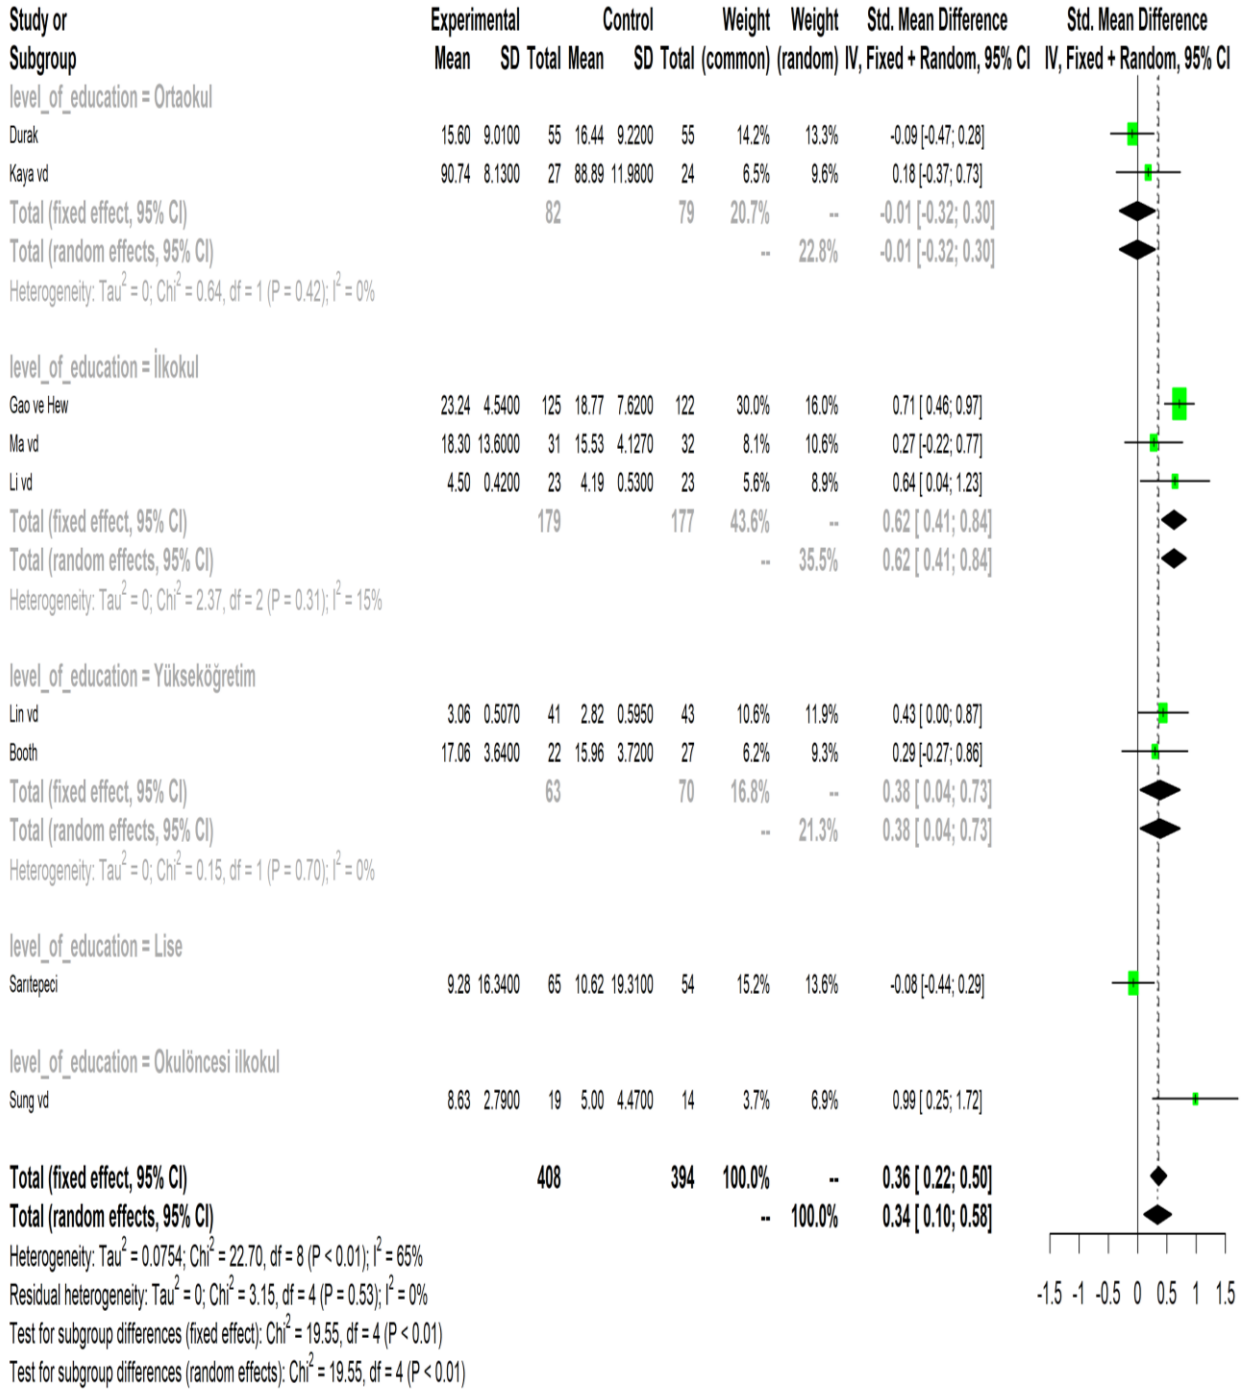 Study or Experimental Control Weight Weight Std. Mean Difference Std. Mean Difference
Subgroup Mean SD Total Mean SD Total (common) (random) IV, Fixed + Random, 95% CI IV, Fixed + Random, 95% CI
level_of_education = Ortaokul
Durak 15.60 9.0100 55 16.44 9.2200 55 14.2% 13.3% -0.09 [-0.47; 0.28]
Kaya vd 90.74 8.1300 27 88.89 11.9800 24 6.5% 9.6% 0.18 [-0.37; 0.73]
Total (fixed effect, 95% CI) 82 79 20.7% -- -0.01 [-0.32; 0.30]
Total (random effects, 95% CI) -- 22.8% -0.01 [-0.32; 0.30]
Heterogeneity: Tau² = 0; Chi² = 0.64, df = 1 (P = 0.42); I² = 0%
level_of_education = İlkokul
Gao ve Hew 23.24 4.5400 125 18.77 7.6200 122 30.0% 16.0% 0.71 [ 0.46; 0.97]
Ma vd 18.30 13.6000 31 15.53 4.1270 32 8.1% 10.6% 0.27 [-0.22; 0.77]
Li vd 4.50 0.4200 23 4.19 0.5300 23 5.6% 8.9% 0.64 [ 0.04; 1.23]
Total (fixed effect, 95% CI) 179 177 43.6% -- 0.62 [ 0.41; 0.84]
Total (random effects, 95% CI) -- 35.5% 0.62 [ 0.41; 0.84]
Heterogeneity: Tau² = 0; Chi² = 2.37, df = 2 (P = 0.31); I² = 15%
level_of_education = Yükseköğretim
Lin vd 3.06 0.5070 41 2.82 0.5950 43 10.6% 11.9% 0.43 [ 0.00; 0.87]
Booth 17.06 3.6400 22 15.96 3.7200 27 6.2% 9.3% 0.29 [-0.27; 0.86]
Total (fixed effect, 95% CI) 63 70 16.8% -- 0.38 [ 0.04; 0.73]
Total (random effects, 95% CI) -- 21.3% 0.38 [ 0.04; 0.73]
Heterogeneity: Tau² = 0; Chi² = 0.15, df = 1 (P = 0.70); I² = 0%
level_of_education = Lise
Sarıtepeci 9.28 16.3400 65 10.62 19.3100 54 15.2% 13.6% -0.08 [-0.44; 0.29]
level_of_education = Okulöncesi ilkokul
Sung vd 8.63 2.7900 19 5.00 4.4700 14 3.7% 6.9% 0.99 [ 0.25; 1.72]
Total (fixed effect, 95% CI) 408 394 100.0% -- 0.36 [ 0.22; 0.50]
Total (random effects, 95% CI) -- 100.0% 0.34 [ 0.10; 0.58]
Heterogeneity: Tau² = 0.0754; Chi² = 22.70, df = 8 (P < 0.01); I² = 65%
Residual heterogeneity: Tau² = 0; Chi² = 3.15, df = 4 (P = 0.53); I² = 0%
-1.5 -1 -0.5 0 0.5 1 1.5
Test for subgroup differences (fixed effect): Chi² = 19.55, df = 4 (P < 0.01)
Test for subgroup differences (random effects): Chi² = 19.55, df = 4 (P < 0.01)